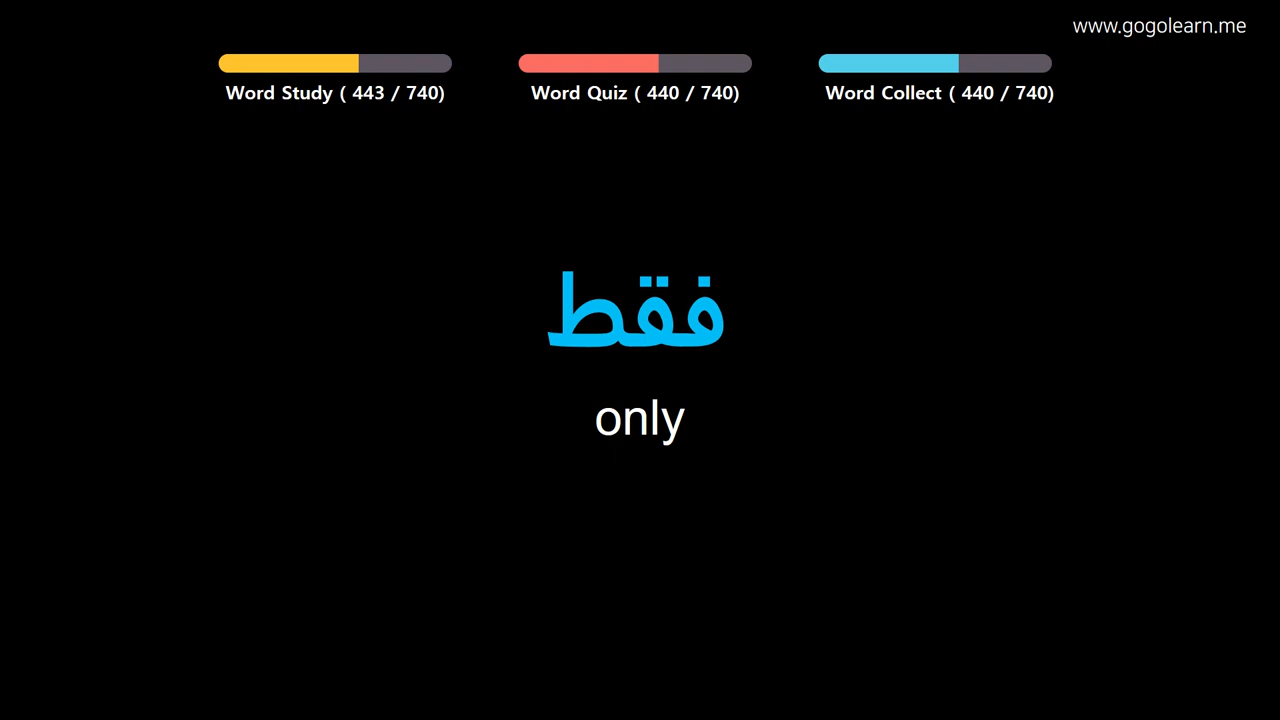 www.gogolearn.me
Word Study ( 443 / 740)
Word Quiz ( 440 / 740)
Word Collect ( 440 / 740)
فقط
only